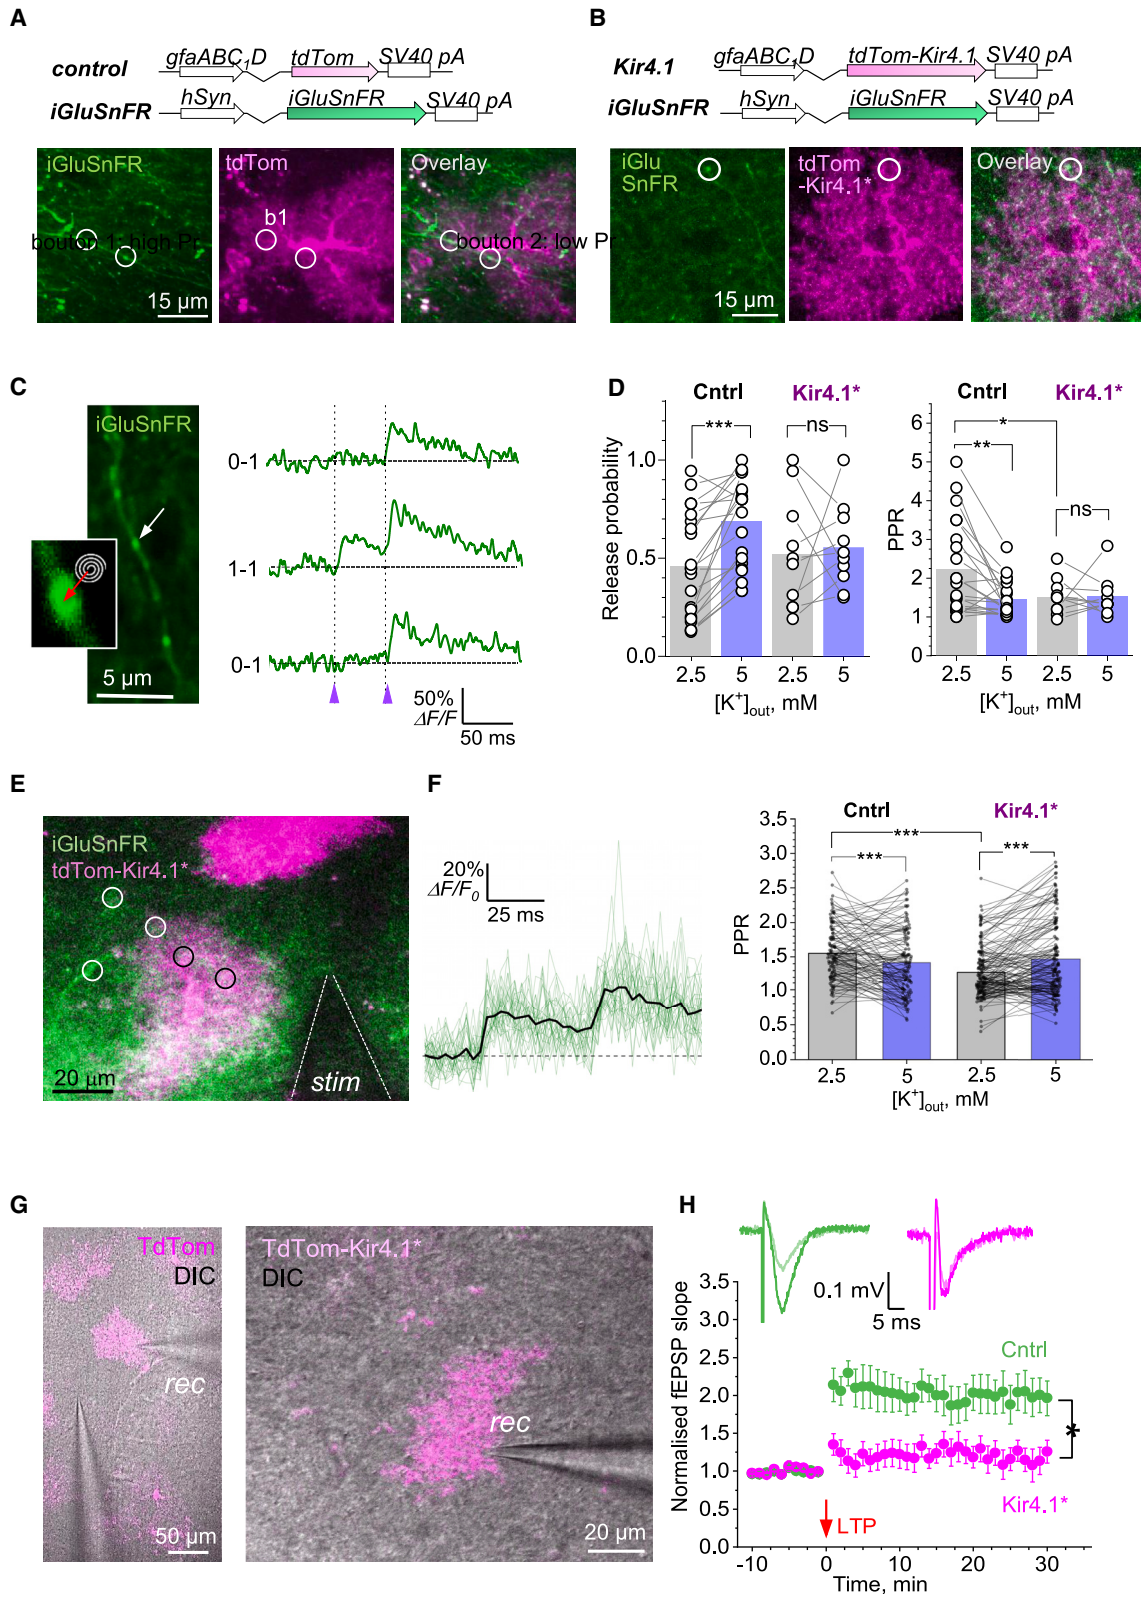 A
gfaABC1D tdTom SV40 pA
control
hSyn iGluSnFR SV40 pA
iGluSnFR
iGluSnFR
tdTom
Overlay
b1
bouton 1: high Pr
bouton 2: low P
15 µm
B
gfaABC1D tdTom-Kir4.1 SV40 pA
Kir4.1
hSyn iGluSnFR SV40 pA
iGluSnFR
iGlu
SnFR
tdTom
-Kir4.1*
Overlay
15 µm
C
iGluSnFR
5 µm
0-1
1-1
0-1
50%
ΔF/F
50 ms
D
Cntrl Kir4.1*
*** ns
Release probability
1.0
0.5
0.0
2.5 5 2.5 5
[K+]out, mM
Cntrl Kir4.1*
*
**
ns
PPR
6
5
4
3
2
1
0
2.5 5 2.5 5
[K+]out, mM
E
iGluSnFR
tdTom-Kir4.1*
20 µm
stim
F
20%
ΔF/F0
25 ms
Cntrl Kir4.1*
***
*** ***
PPR
3.5
3.0
2.5
2.0
1.5
1.0
0.5
0.0
2.5 5 2.5 5
[K+]out, mM
G
TdTom
DIC
rec
50 µm
TdTom-Kir4.1*
DIC
rec
20 µm
H
0.1 mV
5 ms
Normalised fEPSP slope
3.5
3.0
2.5
2.0
1.5
1.0
0.5
0.0
Cntrl
*
Kir4.1*
LTP
-10 0 10 20 30
Time, min